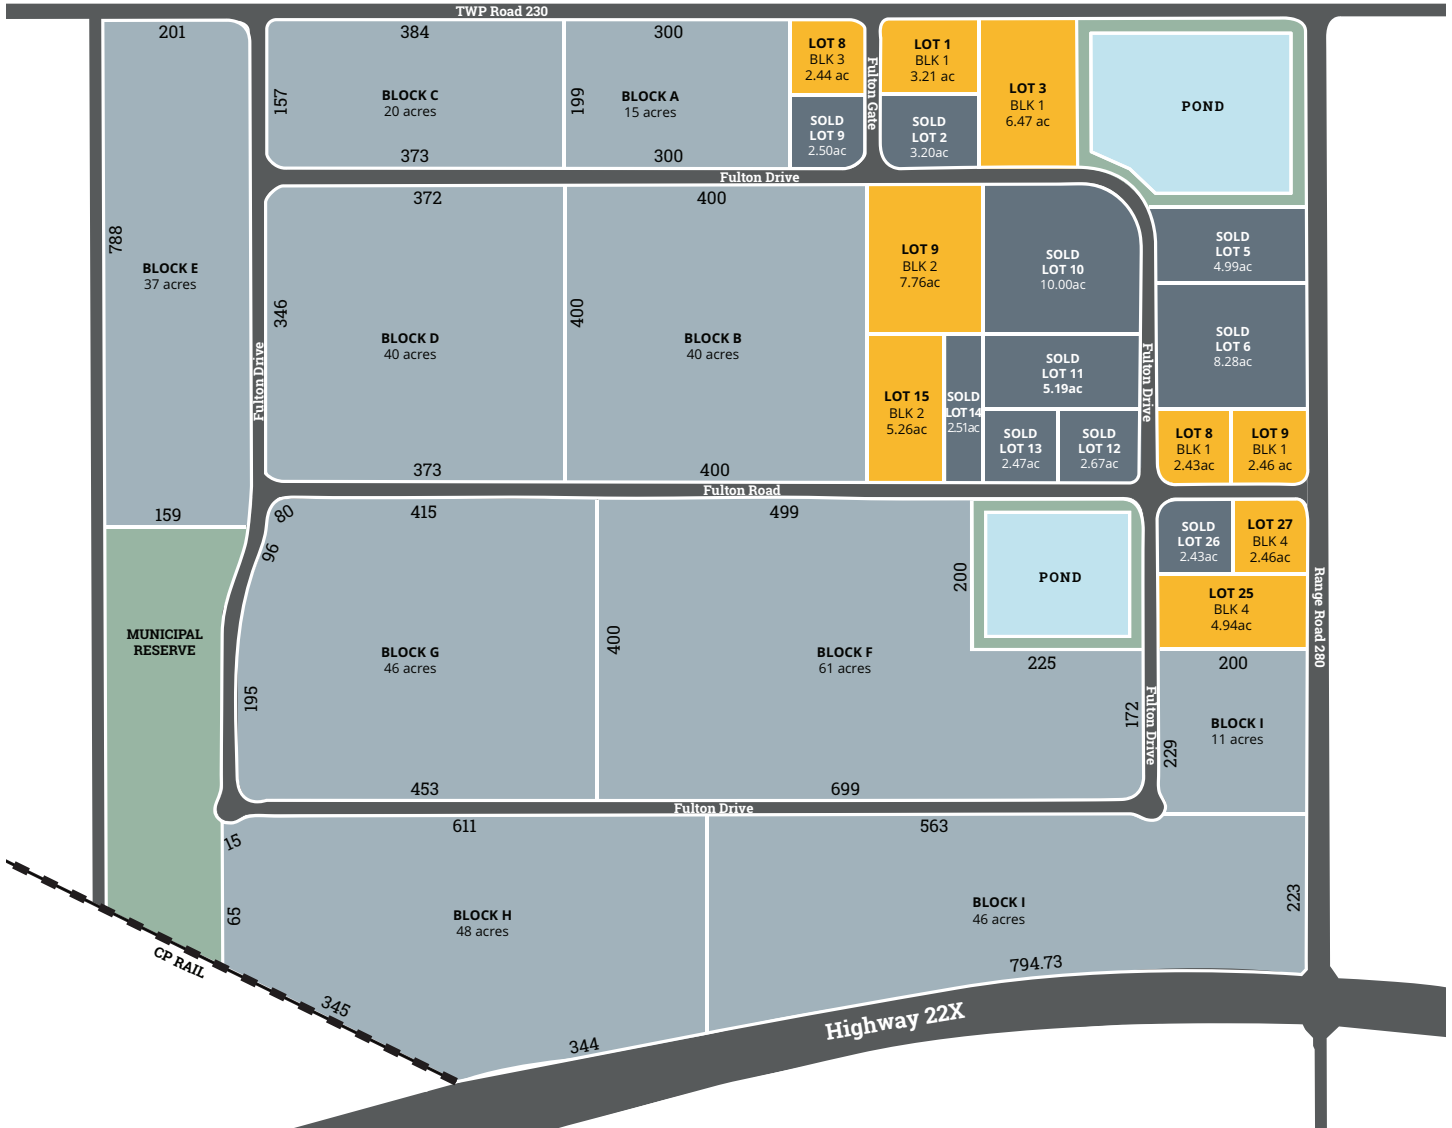 TWP Road 230
201
384
300
157
BLOCK C
20 acres
199
BLOCK A
15 acres
373
300
LOT 8
BLK 3
2.44 ac
SOLD
LOT 9
2.50ac
Fulton Gate
LOT 1
BLK 1
3.21 ac
SOLD
LOT 2
3.20ac
LOT 3
BLK 1
6.47 ac
POND
Fulton Drive
788
BLOCK E
37 acres
159
Fulton Drive
372
346
BLOCK D
40 acres
373
400
400
BLOCK B
40 acres
400
LOT 9
BLK 2
7.76ac
SOLD
LOT 10
10.00ac
SOLD
LOT 5
4.99ac
SOLD
LOT 6
8.28ac
Fulton Drive
LOT 15
BLK 2
5.26ac
SOLD
LOT 14
2.51ac
SOLD
LOT 11
5.19ac
SOLD
LOT 13
2.47ac
SOLD
LOT 12
2.67ac
LOT 8
BLK 1
2.43ac
LOT 9
BLK 1
2.46 ac
Fulton Road
80
96
415
499
195
BLOCK G
46 acres
453
400
BLOCK F
61 acres
200
POND
225
172
699
SOLD
LOT 26
2.43ac
LOT 27
BLK 4
2.46ac
LOT 25
BLK 4
4.94ac
Range Road 280
200
BLOCK I
11 acres
229
Fulton Drive
MUNICIPAL
RESERVE
Fulton Drive
15
611
65
BLOCK H
48 acres
345
344
563
BLOCK I
46 acres
223
794.73
CP RAIL
Highway 22X